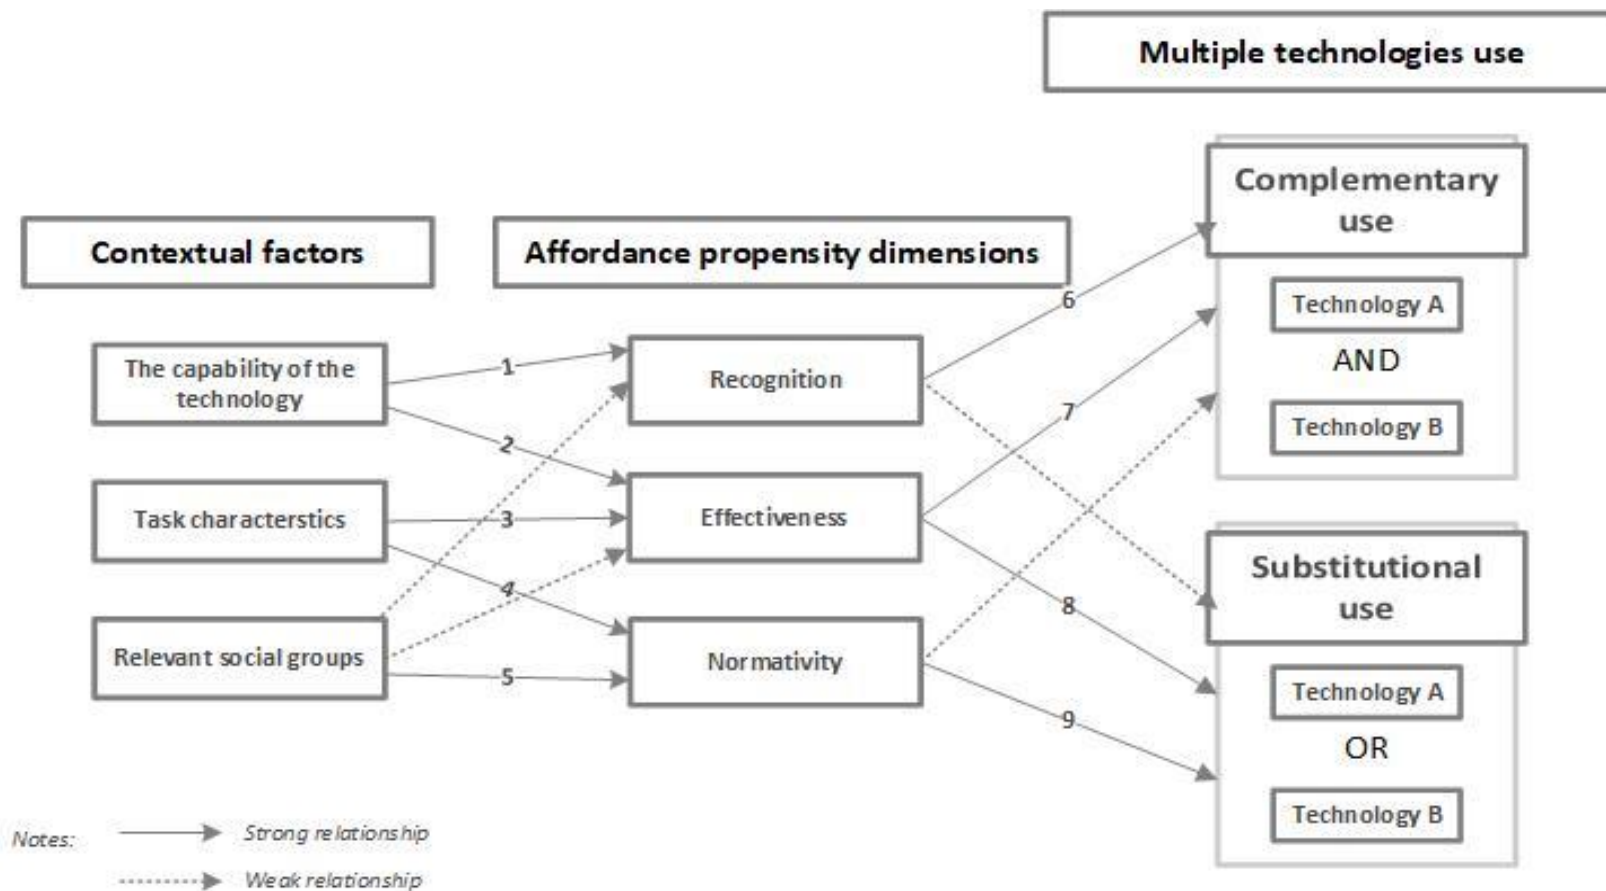 Multiple technologies use
Complementary
use
Contextual factors
Affordance propensity dimensions
6
Technology A
The capability of the
technology
1
Recognition
AND
7
Technology B
2
Task characterstics
3
Effectiveness
Substitutional
use
4
8
Relevant social groups
5
Normativity
Technology A
9
OR
Technology B
Notes:
Strong relationship
Weak relationship